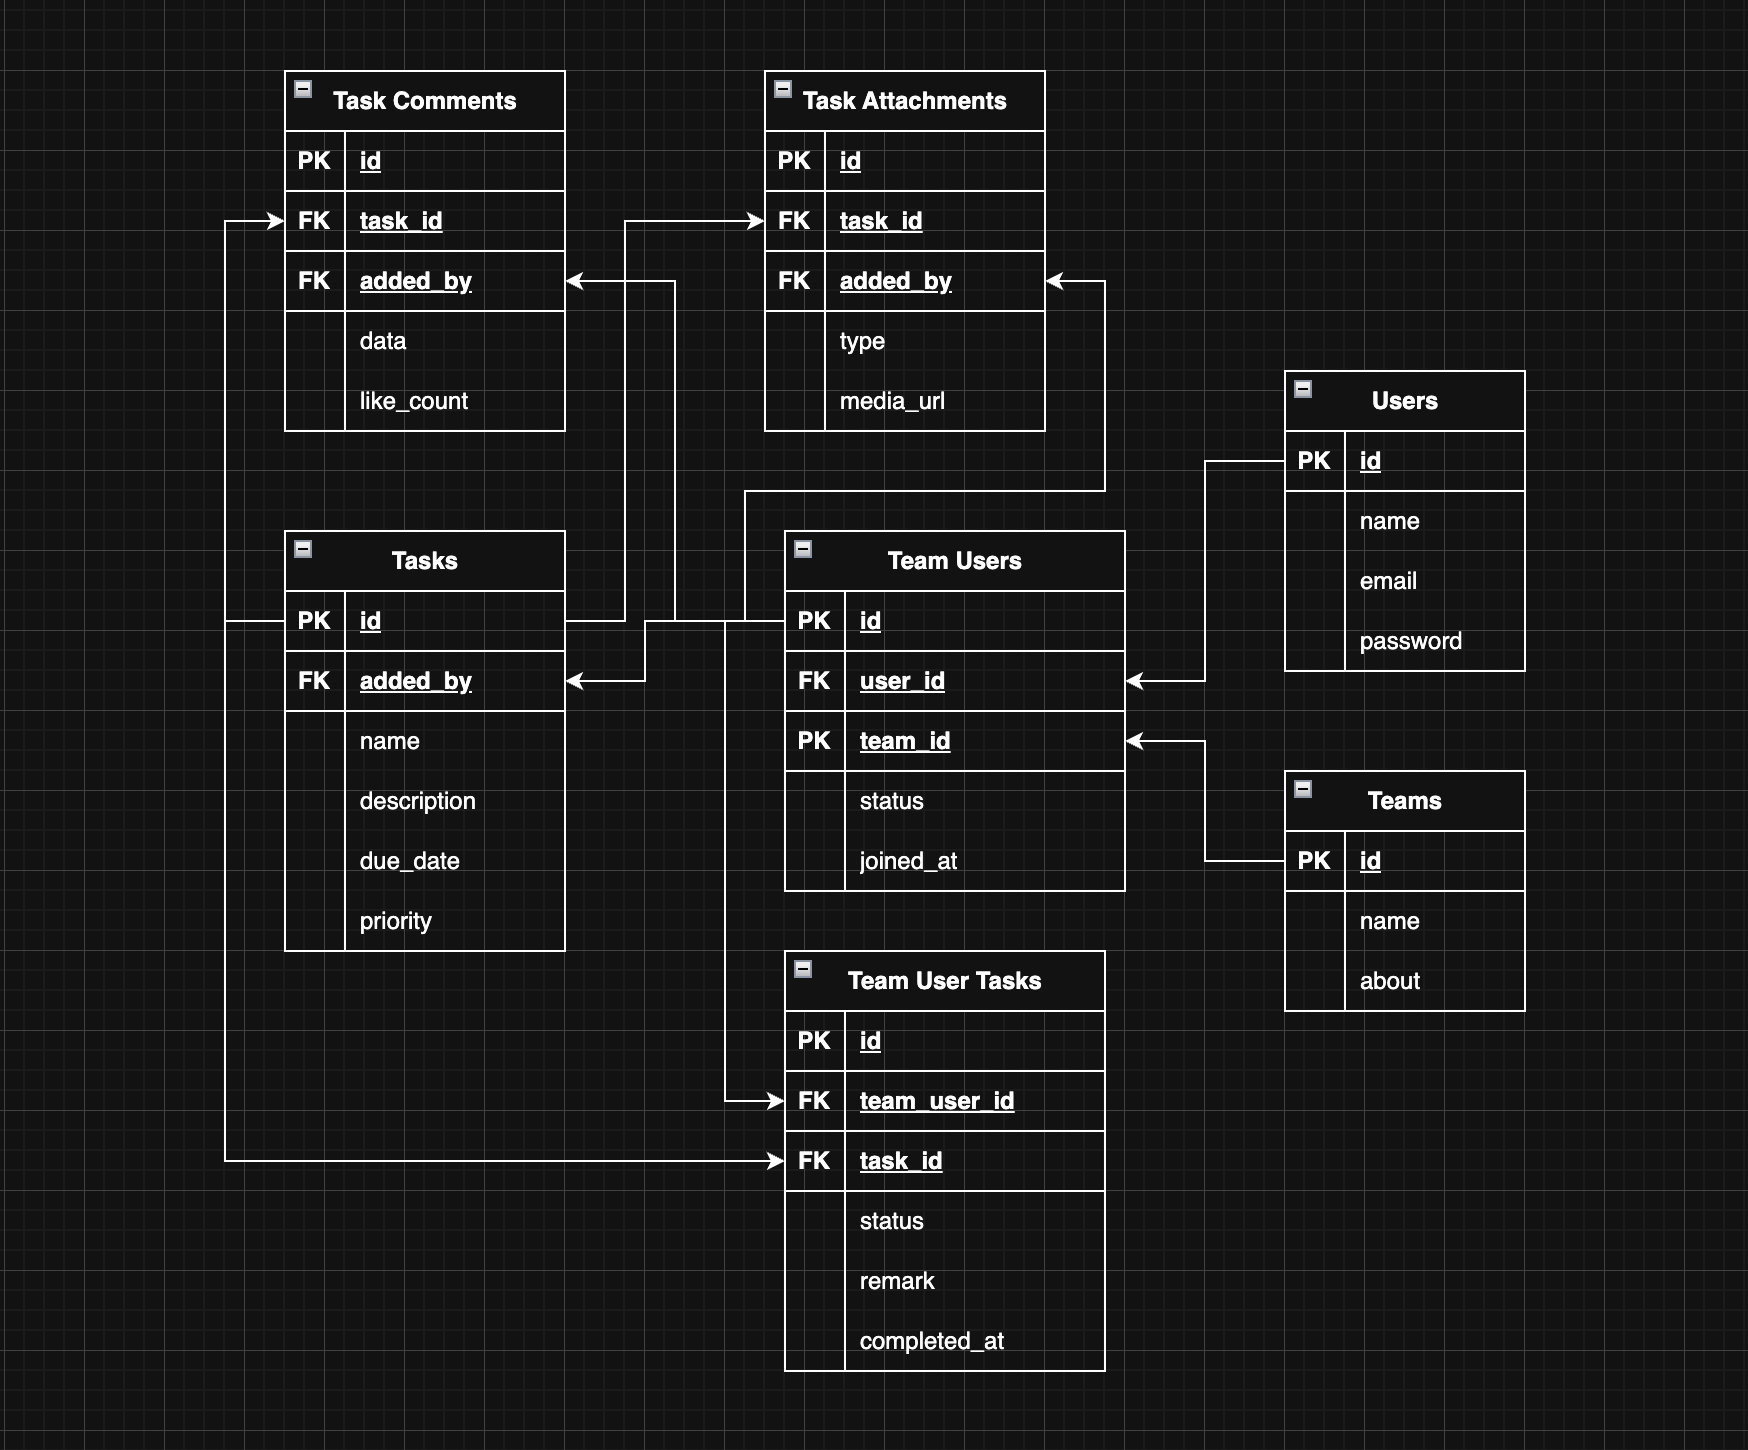 Task Comments
PK id
FK task_id
FK added_by
data
like_count
Task Attachments
PK id
FK task_id
FK added_by
type
media_url
Users
PK id
name
email
password
Tasks
PK id
FK added_by
name
description
due_date
priority
Team Users
PK id
FK user_id
PK team_id
status
joined_at
Teams
PK id
name
about
Team User Tasks
PK id
FK team_user_id
FK task_id
status
remark
completed_at